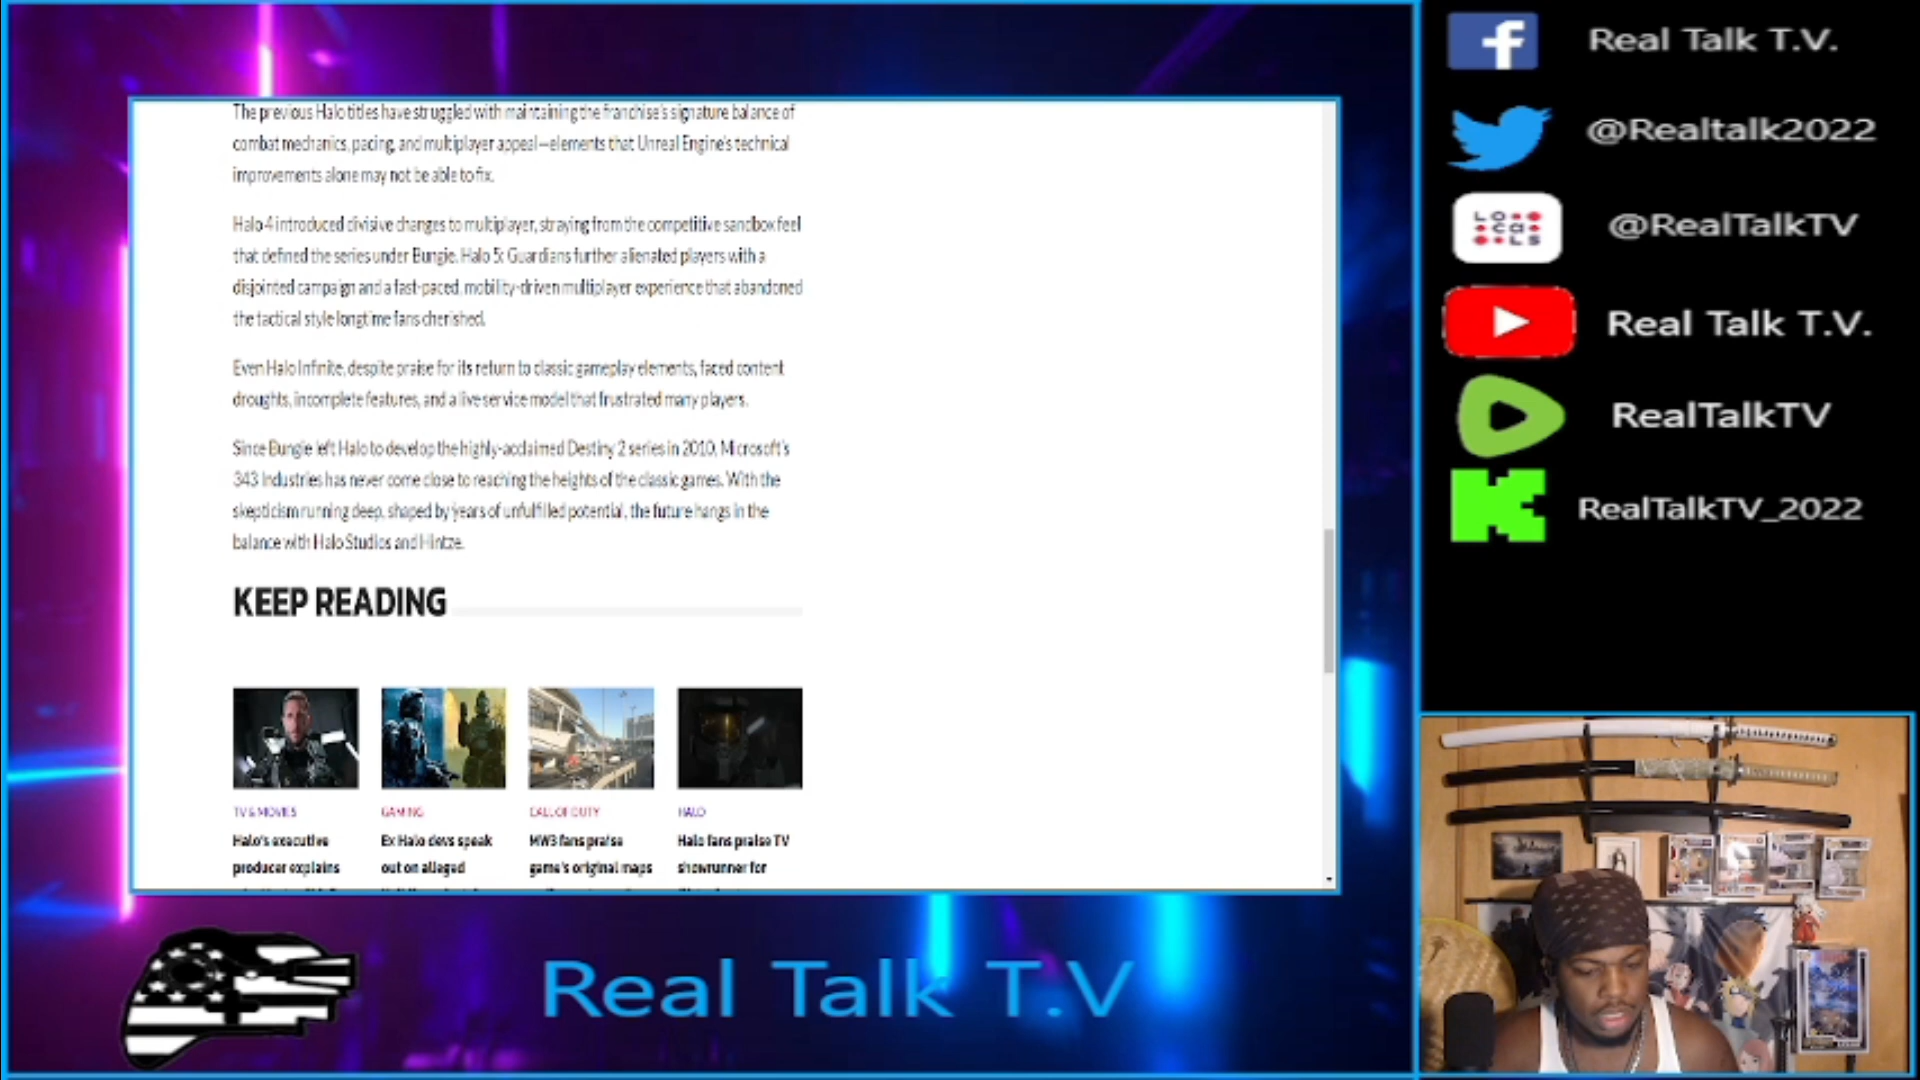 The previous Halo titles have struggled with maintaining the franchise's signature balance of
combat mechanics, pacing, and multiplayer appeal—elements that Unreal Engine's technical
improvements alone may not be able to fix.
Halo 4 introduced divisive changes to multiplayer, straying from the competitive sandbox feel
that defined the series under Bungie. Halo 5: Guardians further alienated players with a
disjointed campaign and a fast-paced, mobility-driven multiplayer experience that abandoned
the tactical style longtime fans cherished.
Even Halo Infinite, despite praise for its return to classic gameplay elements, faced content
droughts, incomplete features, and a live service model that frustrated many players.
Since Bungie left Halo to develop the highly-acclaimed Destiny 2 series in 2010, Microsoft's
343 Industries has never come close to reaching the heights of the classic games. With the
skepticism running deep, shaped by years of unfulfilled potential, the future hangs in the
balance with Halo Studios and Hintze.
KEEP READING
TV & MOVIES
Halo's executive
producer explains
GAMING
Ex Halo devs speak
out on alleged
CALL OF DUTY
MW3 fans praise
game's original maps
HALO
Halo fans praise TV
showrunner for
Real Talk T.V
Real Talk T.V.
@Realtalk2022
LOCALS
@RealTalkTV
Real Talk T.V.
RealTalkTV
RealTalkTV_2022